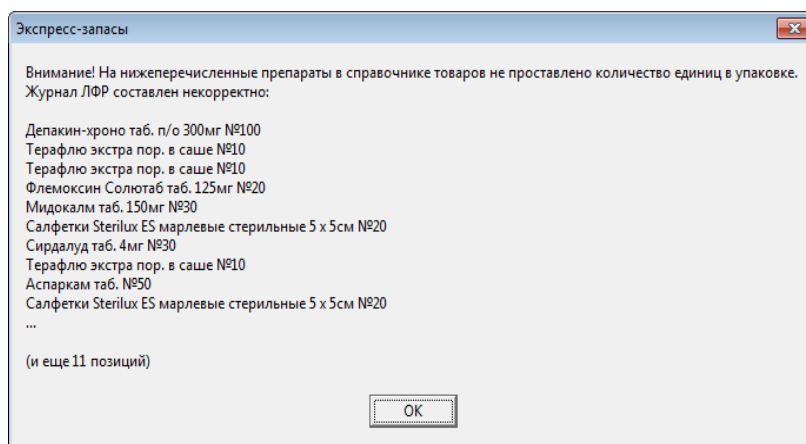 Экспресс-запасы
Внимание! На нижеперечисленные препараты в справочнике товаров не проставлено количество единиц в упаковке.
Журнал ЛФР составлен некорректно:
Депакин-хроно таб. п/о 300мг №100
Терафлю экстра пор. в саше №10
Терафлю экстра пор. в саше №10
Флемоксин Солютаб таб. 125мг №20
Мидокалм таб. 150мг №30
Салфетки Sterilux ES марлевые стерильные 5 х 5см №20
Сирдалуд таб. 4мг №30
Терафлю экстра пор. в саше №10
Аспаркам таб. №50
Салфетки Sterilux ES марлевые стерильные 5 х 5см №20
...
(и еще 11 позиций)
OK